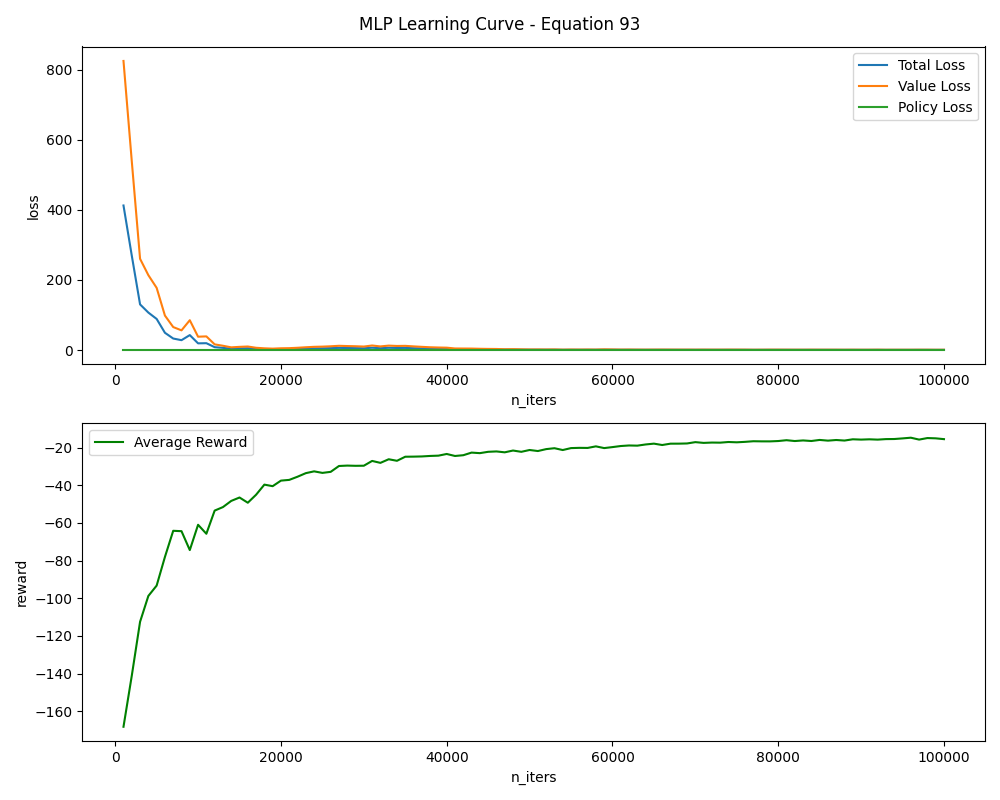 MLP Learning Curve - Equation 93
800
600
400
200
0
loss
Total Loss
Value Loss
Policy Loss
0 20000 40000 60000 80000 100000
n_iters
Average Reward
−20
−40
−60
−80
−100
−120
−140
−160
reward
0 20000 40000 60000 80000 100000
n_iters